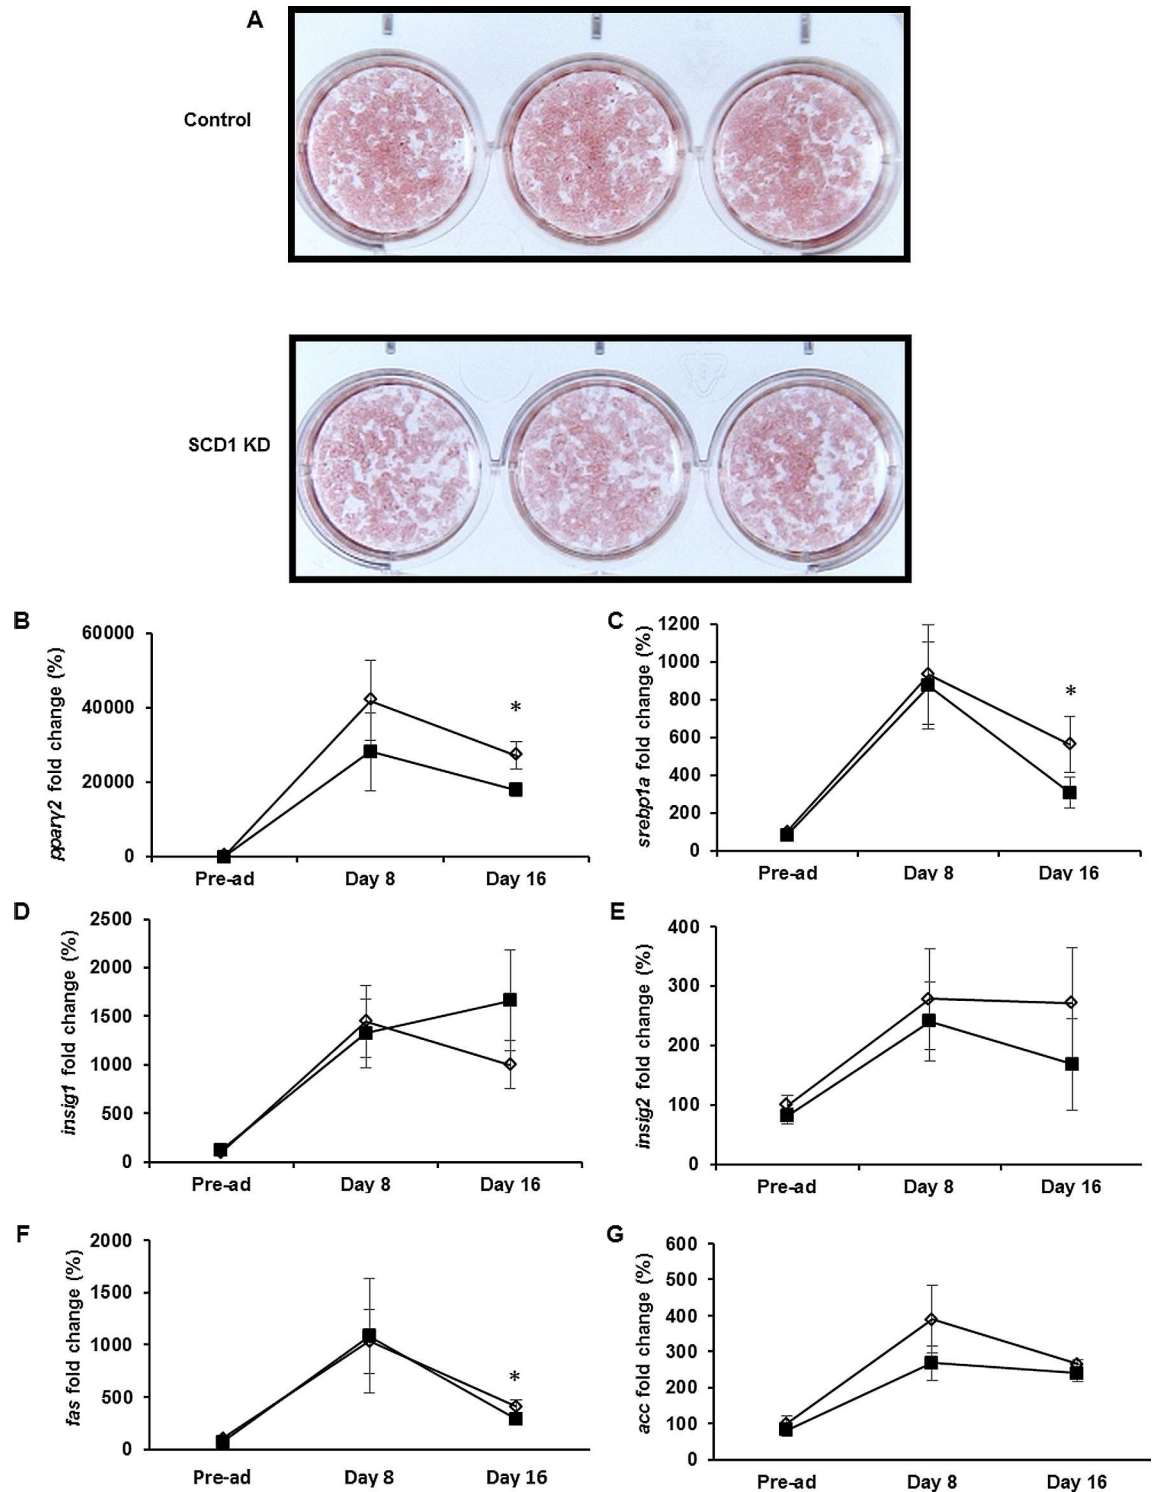 A
Control
SCD1 KD
B
pparγ2 fold change (%)
60000
40000
20000
0
Pre-ad Day 8 Day 16
*
C
srebp1a fold change (%)
1200
1000
800
600
400
200
0
Pre-ad Day 8 Day 16
*
D
insig1 fold change (%)
2500
2000
1500
1000
500
0
Pre-ad Day 8 Day 16
E
insig2 fold change (%)
400
300
200
100
0
Pre-ad Day 8 Day 16
F
fas fold change (%)
2000
1500
1000
500
0
Pre-ad Day 8 Day 16
*
G
acc fold change (%)
600
500
400
300
200
100
0
Pre-ad Day 8 Day 16